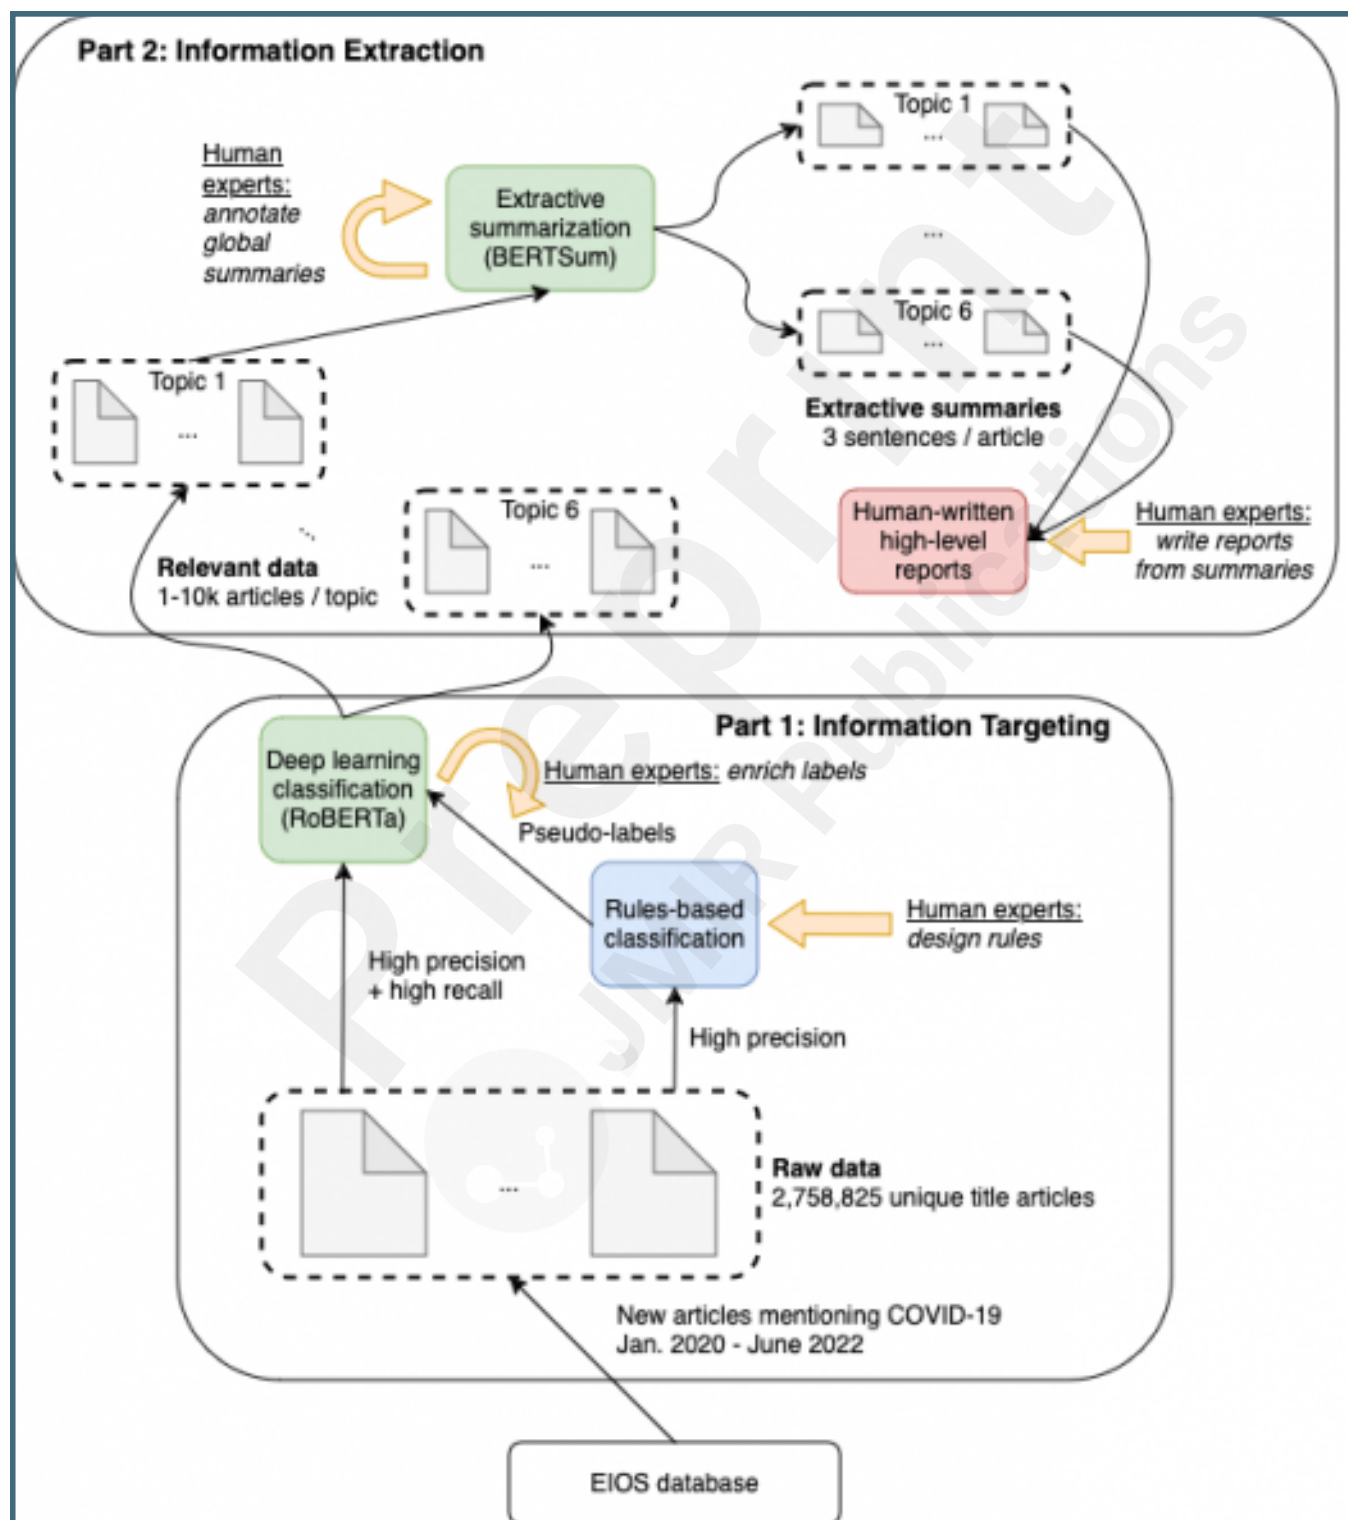 Part 2: Information Extraction
Topic 1
...
Human
experts:
annotate
global
summaries
Extractive
summarization
(BERTSum)
...
Topic 6
...
Topic 1
...
Extractive summaries
3 sentences / article
Topic 6
...
Human-written
high-level
reports
Human experts:
write reports
from summaries
...
Relevant data
1-10k articles / topic
Part 1: Information Targeting
Deep learning
classification
(RoBERTa)
Human experts: enrich labels
Pseudo-labels
Rules-based
classification
Human experts:
design rules
High precision
+ high recall
High precision
...
Raw data
2,758,825 unique title articles
New articles mentioning COVID-19
Jan. 2020 - June 2022
EIOS database
Preprint
JMIR Publications